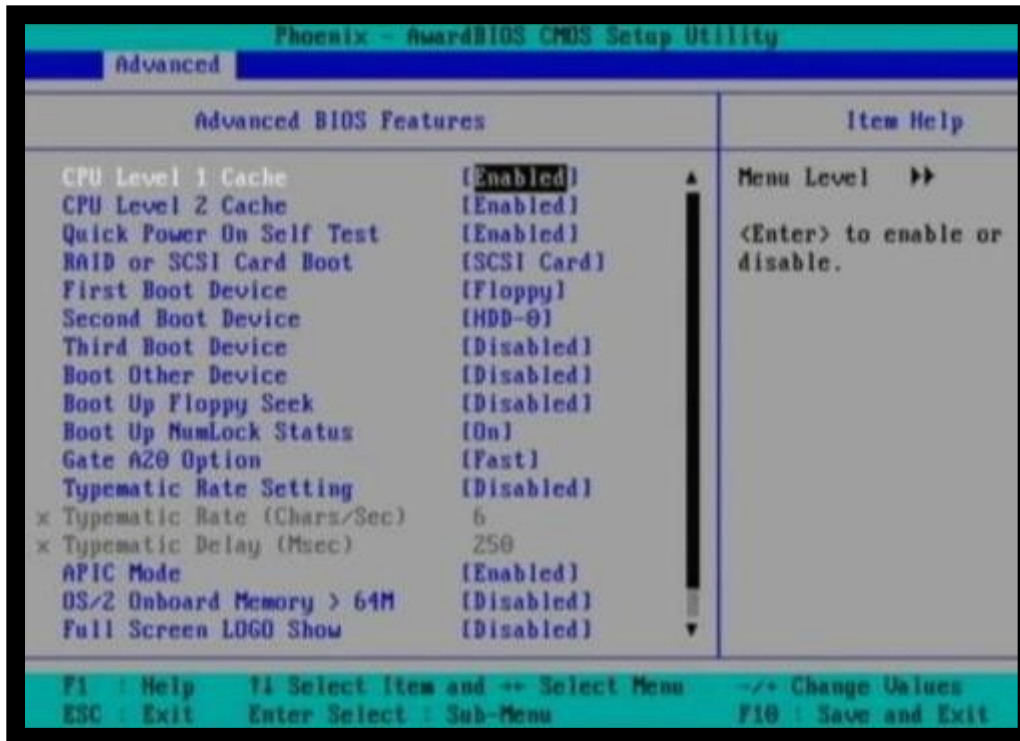 Phoenix - AwardBIOS CMOS Setup Utility
Advanced
Advanced BIOS Features
Item Help
CPU Level 1 Cache [Enabled]
CPU Level 2 Cache [Enabled]
Quick Power On Self Test [Enabled]
RAID or SCSI Card Boot [SCSI Card]
First Boot Device [Floppy]
Second Boot Device [HDD-0]
Third Boot Device [Disabled]
Boot Other Device [Disabled]
Boot Up Floppy Seek [Disabled]
Boot Up NumLock Status [On]
Gate A20 Option [Fast]
Typematic Rate Setting [Disabled]
x Typematic Rate (Chars/Sec) 6
x Typematic Delay (Msec) 250
APIC Mode [Enabled]
OS/2 Onboard Memory > 64M [Disabled]
Full Screen LOGO Show [Disabled]
Menu Level ▶▶
<Enter> to enable or
disable.
F1 : Help ↑↓ Select Item and ←→ Select Menu -/+ Change Values
ESC : Exit Enter Select : Sub-Menu F10 : Save and Exit